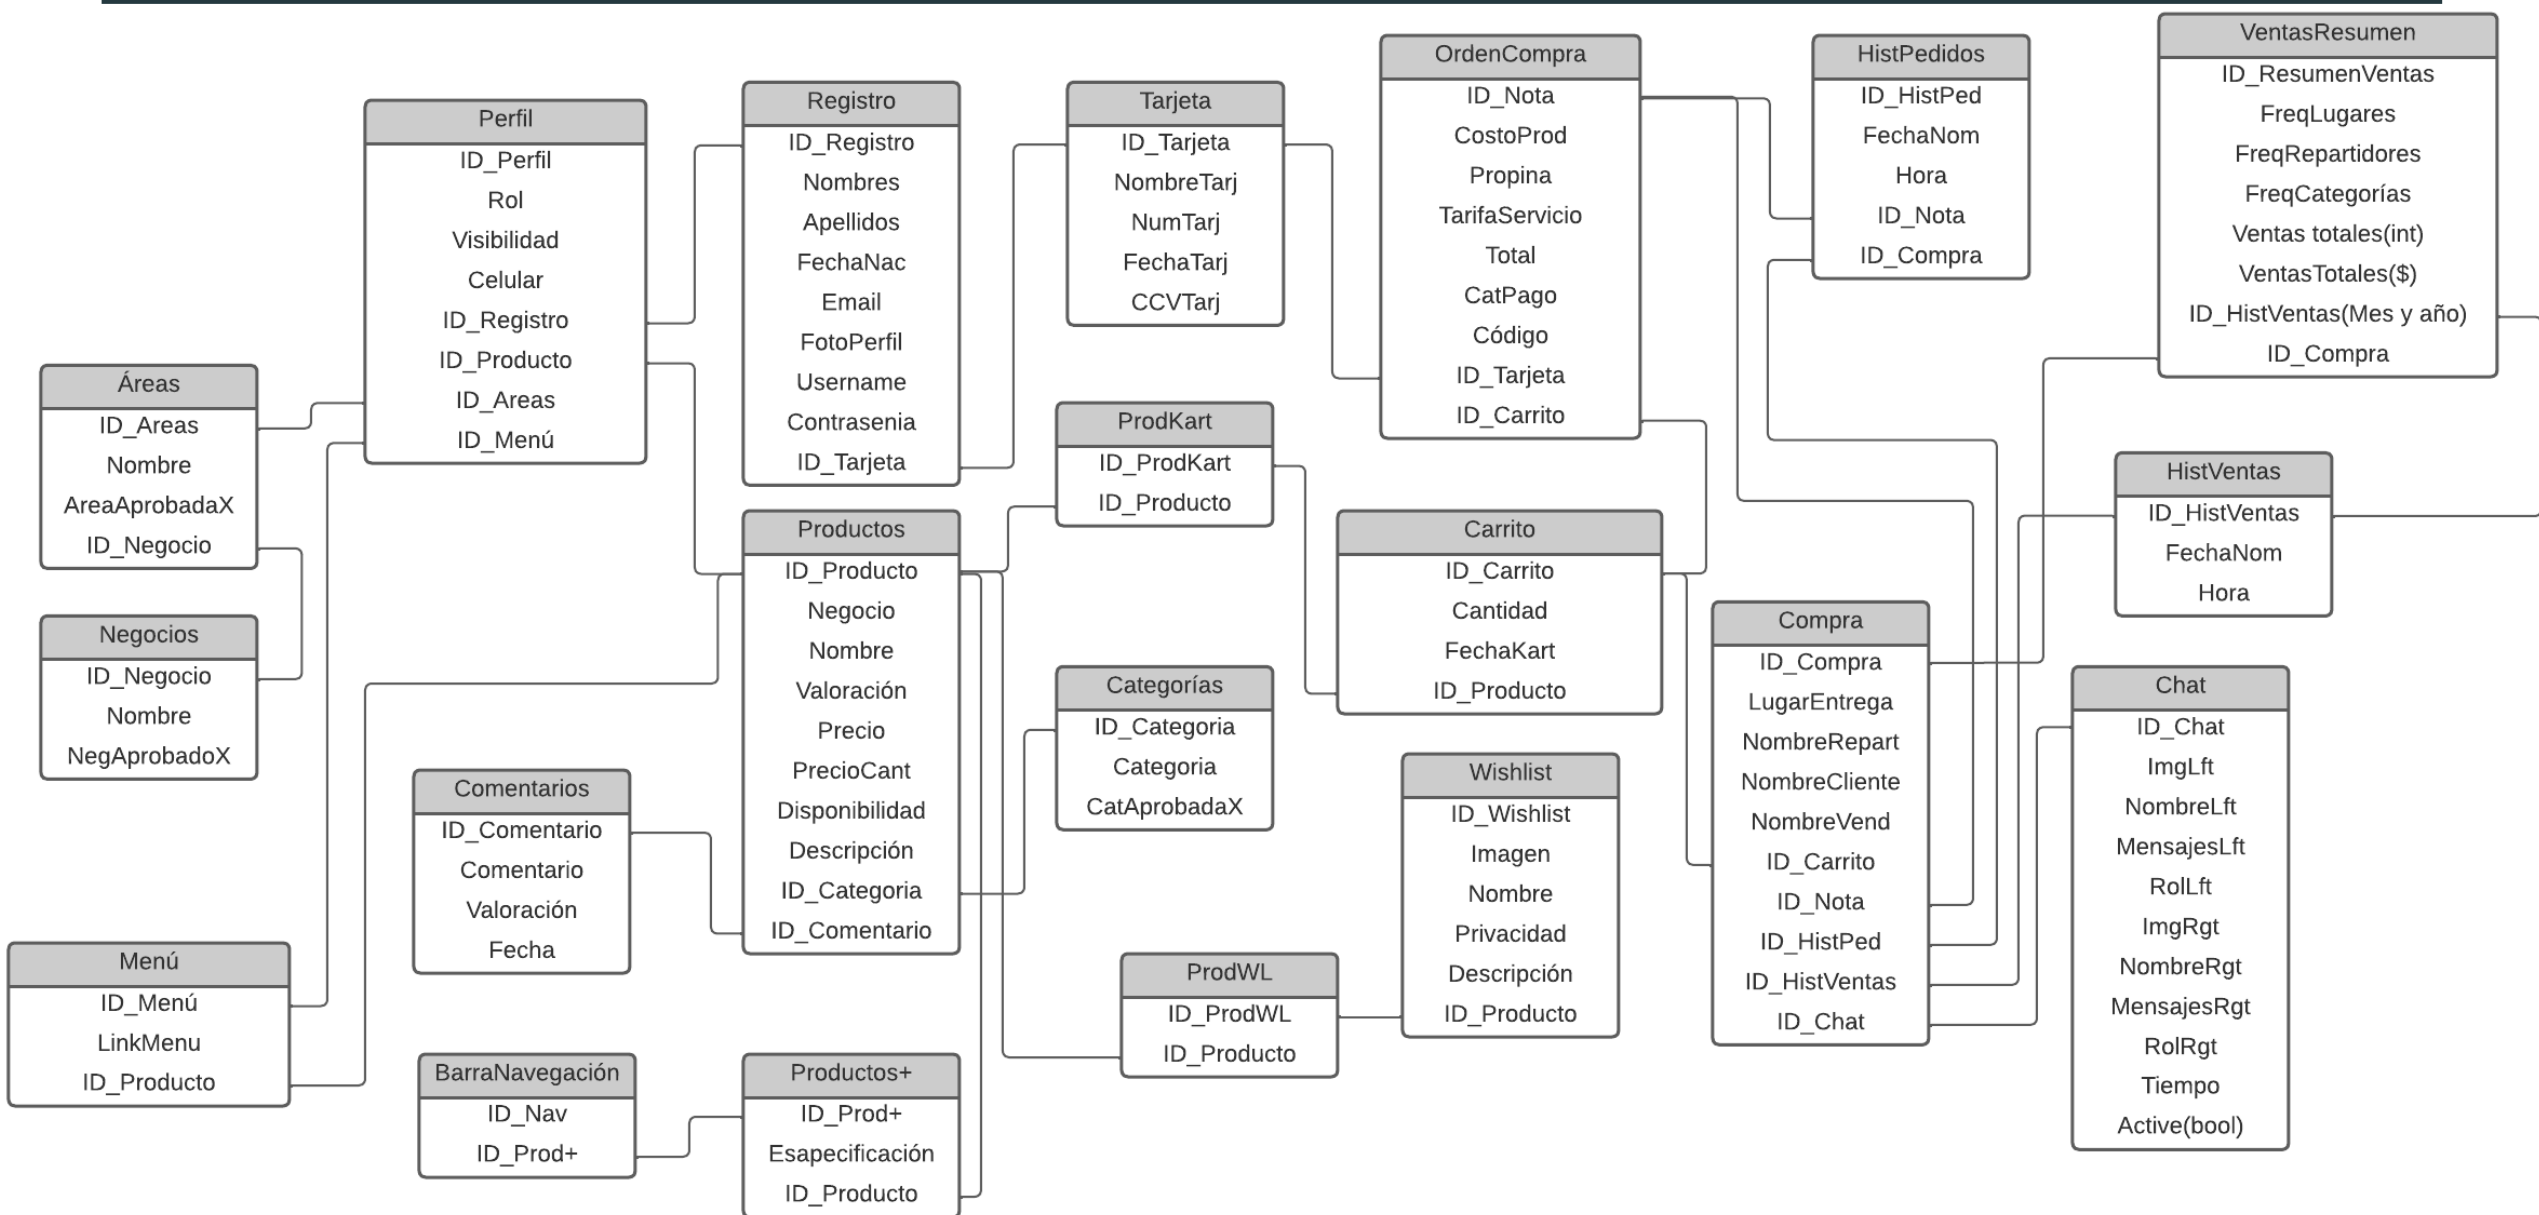 Perfil
ID_Perfil
Rol
Visibilidad
Celular
ID_Registro
ID_Producto
ID_Areas
ID_Menú
Registro
ID_Registro
Nombres
Apellidos
FechaNac
Email
FotoPerfil
Username
Contrasenia
ID_Tarjeta
Tarjeta
ID_Tarjeta
NombreTarj
NumTarj
FechaTarj
CCVTarj
OrdenCompra
ID_Nota
CostoProd
Propina
TarifaServicio
Total
CatPago
Código
ID_Tarjeta
ID_Carrito
HistPedidos
ID_HistPed
FechaNom
Hora
ID_Nota
ID_Compra
VentasResumen
ID_ResumenVentas
FreqLugares
FreqRepartidores
FreqCategorías
Ventas totales(int)
VentasTotales($)
ID_HistVentas(Mes y año)
ID_Compra
Áreas
ID_Areas
Nombre
AreaAprobadaX
ID_Negocio
Negocios
ID_Negocio
Nombre
NegAprobadoX
Productos
ID_Producto
Negocio
Nombre
Valoración
Precio
PrecioCant
Disponibilidad
Descripción
ID_Categoria
ID_Comentario
ProdKart
ID_ProdKart
ID_Producto
Carrito
ID_Carrito
Cantidad
FechaKart
ID_Producto
HistVentas
ID_HistVentas
FechaNom
Hora
Compra
ID_Compra
LugarEntrega
NombreRepart
NombreCliente
NombreVend
ID_Carrito
ID_Nota
ID_HistPed
ID_HistVentas
ID_Chat
Categorías
ID_Categoria
Categoria
CatAprobadaX
Chat
ID_Chat
ImgLft
NombreLft
MensajesLft
RolLft
ImgRgt
NombreRgt
MensajesRgt
RolRgt
Tiempo
Active(bool)
Comentarios
ID_Comentario
Comentario
Valoración
Fecha
Wishlist
ID_Wishlist
Imagen
Nombre
Privacidad
Descripción
ID_Producto
Menú
ID_Menú
LinkMenu
ID_Producto
ProdWL
ID_ProdWL
ID_Producto
BarraNavegación
ID_Nav
ID_Prod+
Productos+
ID_Prod+
Esapecificación
ID_Producto